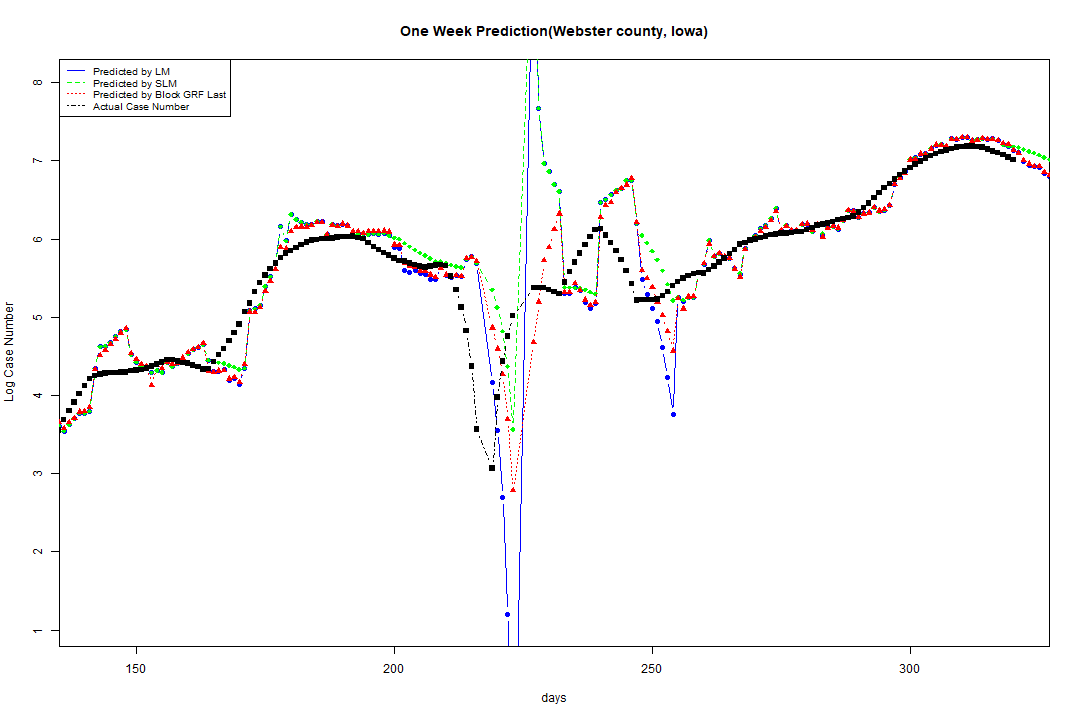 One Week Prediction(Webster county, Iowa)
Predicted by LM
Predicted by SLM
Predicted by Block GRF Last
Actual Case Number
8
7
6
5
4
3
2
1
Log Case Number
150
200
250
300
days